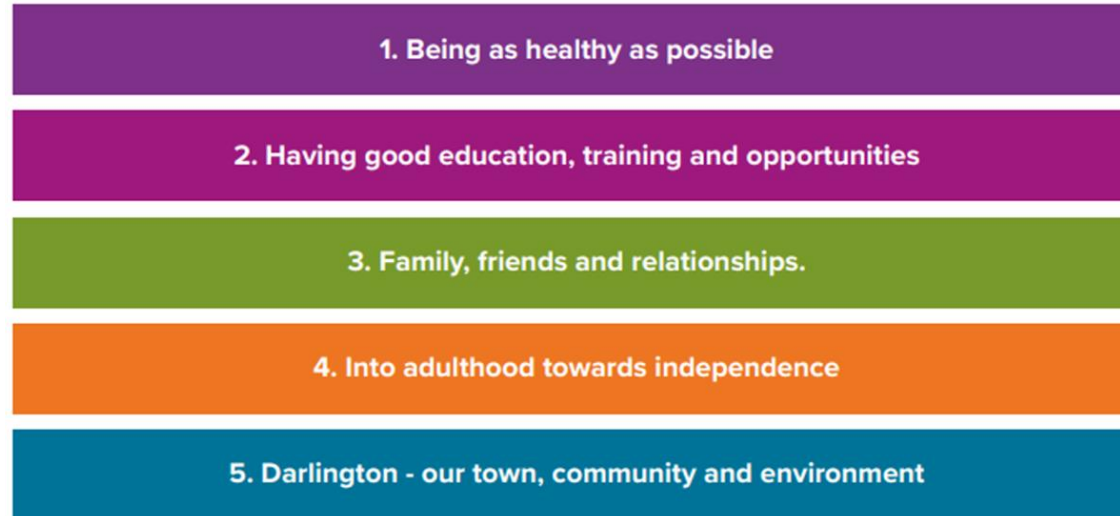 1. Being as healthy as possible
2. Having good education, training and opportunities
3. Family, friends and relationships.
4. Into adulthood towards independence
5. Darlington - our town, community and environment